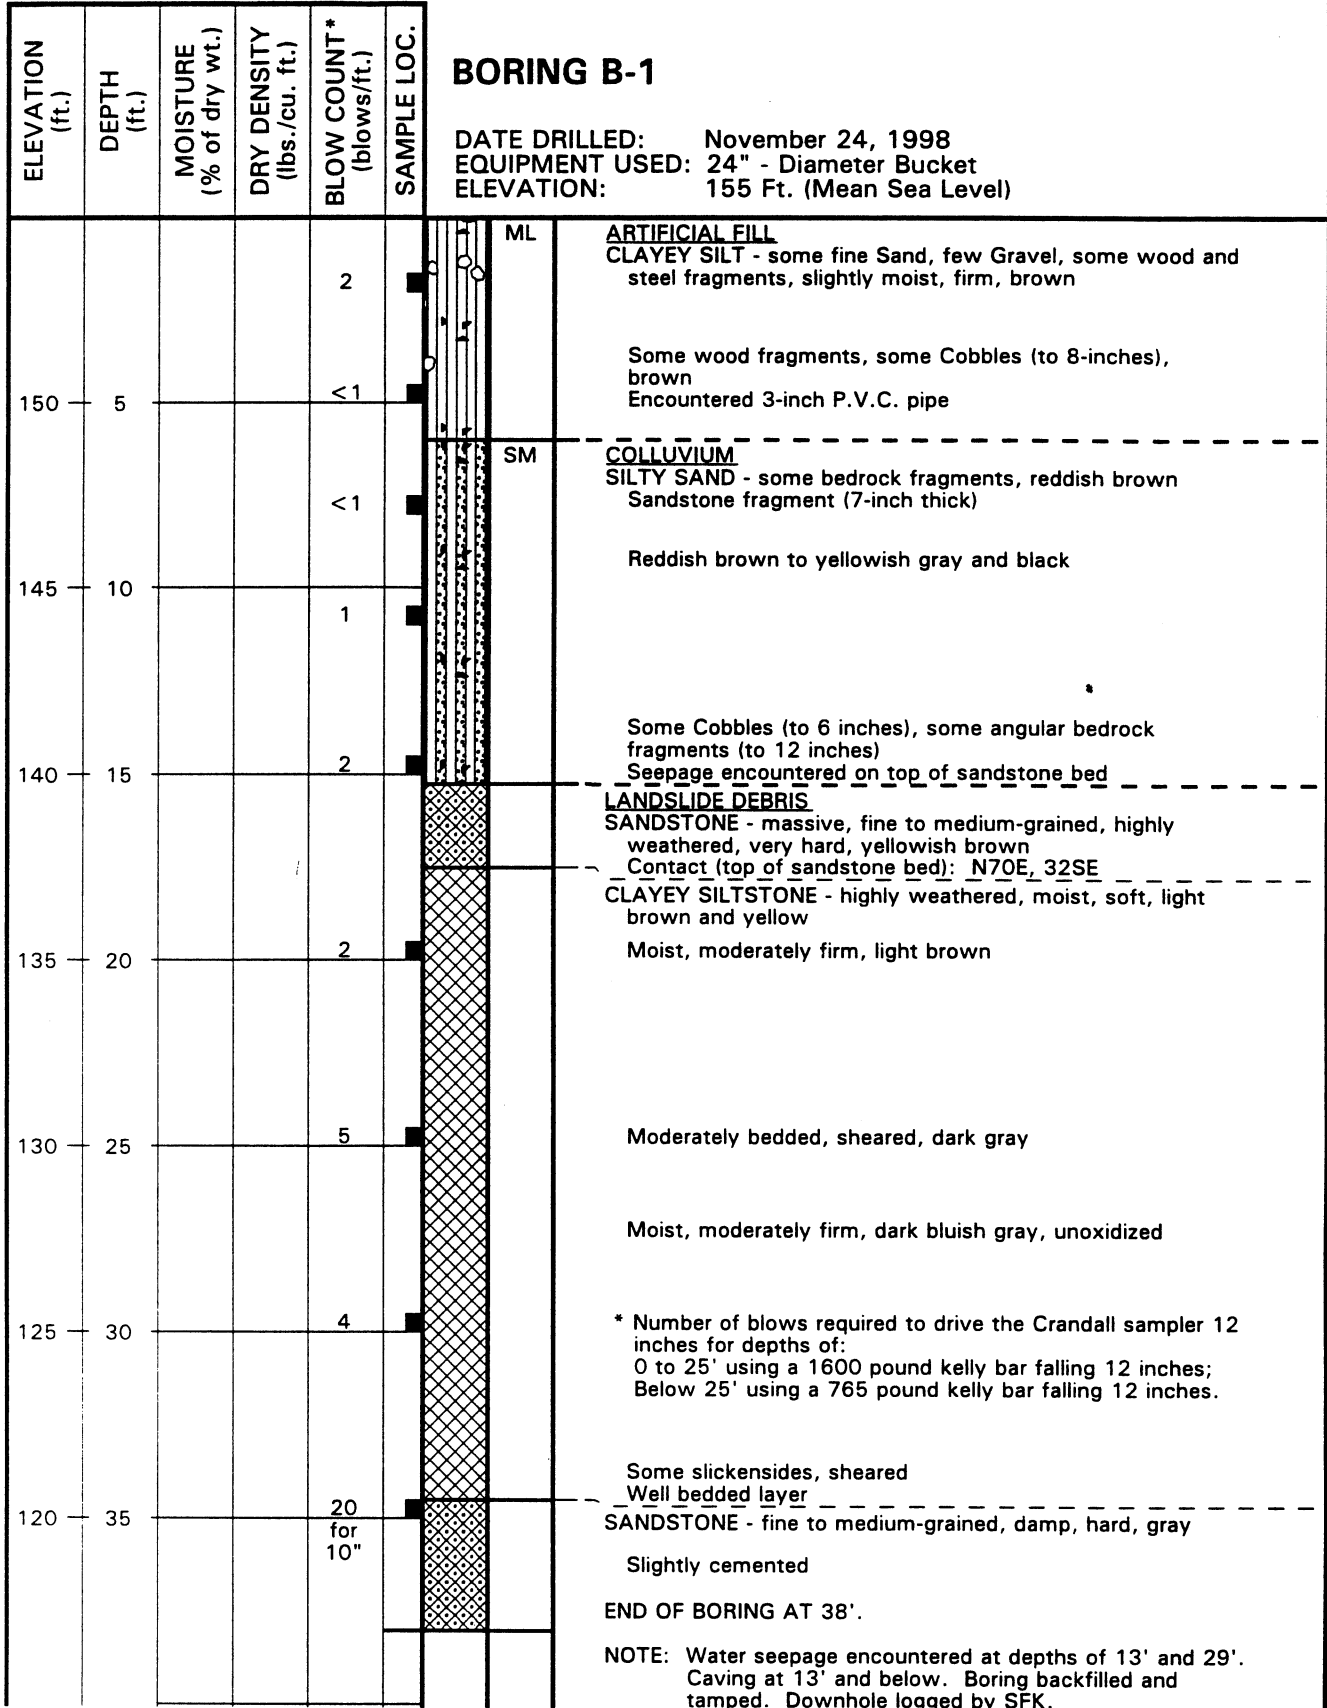 ELEVATION (ft.)
DEPTH (ft.)
MOISTURE (% of dry wt.)
DRY DENSITY (lbs./cu. ft.)
BLOW COUNT* (blows/ft.)
SAMPLE LOC.
BORING B-1
DATE DRILLED: November 24, 1998
EQUIPMENT USED: 24" - Diameter Bucket
ELEVATION: 155 Ft. (Mean Sea Level)
ML ARTIFICIAL FILL
CLAYEY SILT - some fine Sand, few Gravel, some wood and
2 steel fragments, slightly moist, firm, brown
Some wood fragments, some Cobbles (to 8-inches),
brown
<1
150 5 Encountered 3-inch P.V.C. pipe
SM COLLUVIUM
SILTY SAND - some bedrock fragments, reddish brown
<1 Sandstone fragment (7-inch thick)
Reddish brown to yellowish gray and black
145 10
1
Some Cobbles (to 6 inches), some angular bedrock
fragments (to 12 inches)
2
140 15 Seepage encountered on top of sandstone bed
LANDSLIDE DEBRIS
SANDSTONE - massive, fine to medium-grained, highly
weathered, very hard, yellowish brown
Contact (top of sandstone bed): N70E, 32SE
CLAYEY SILTSTONE - highly weathered, moist, soft, light
brown and yellow
2 Moist, moderately firm, light brown
135 20
5 Moderately bedded, sheared, dark gray
130 25
Moist, moderately firm, dark bluish gray, unoxidized
4 * Number of blows required to drive the Crandall sampler 12
125 30 inches for depths of:
0 to 25' using a 1600 pound kelly bar falling 12 inches;
Below 25' using a 765 pound kelly bar falling 12 inches.
Some slickensides, sheared
Well bedded layer
20
120 35 SANDSTONE - fine to medium-grained, damp, hard, gray
for
10"
Slightly cemented
END OF BORING AT 38'.
NOTE: Water seepage encountered at depths of 13' and 29'.
Caving at 13' and below. Boring backfilled and
tamped. Downhole logged by SFK.